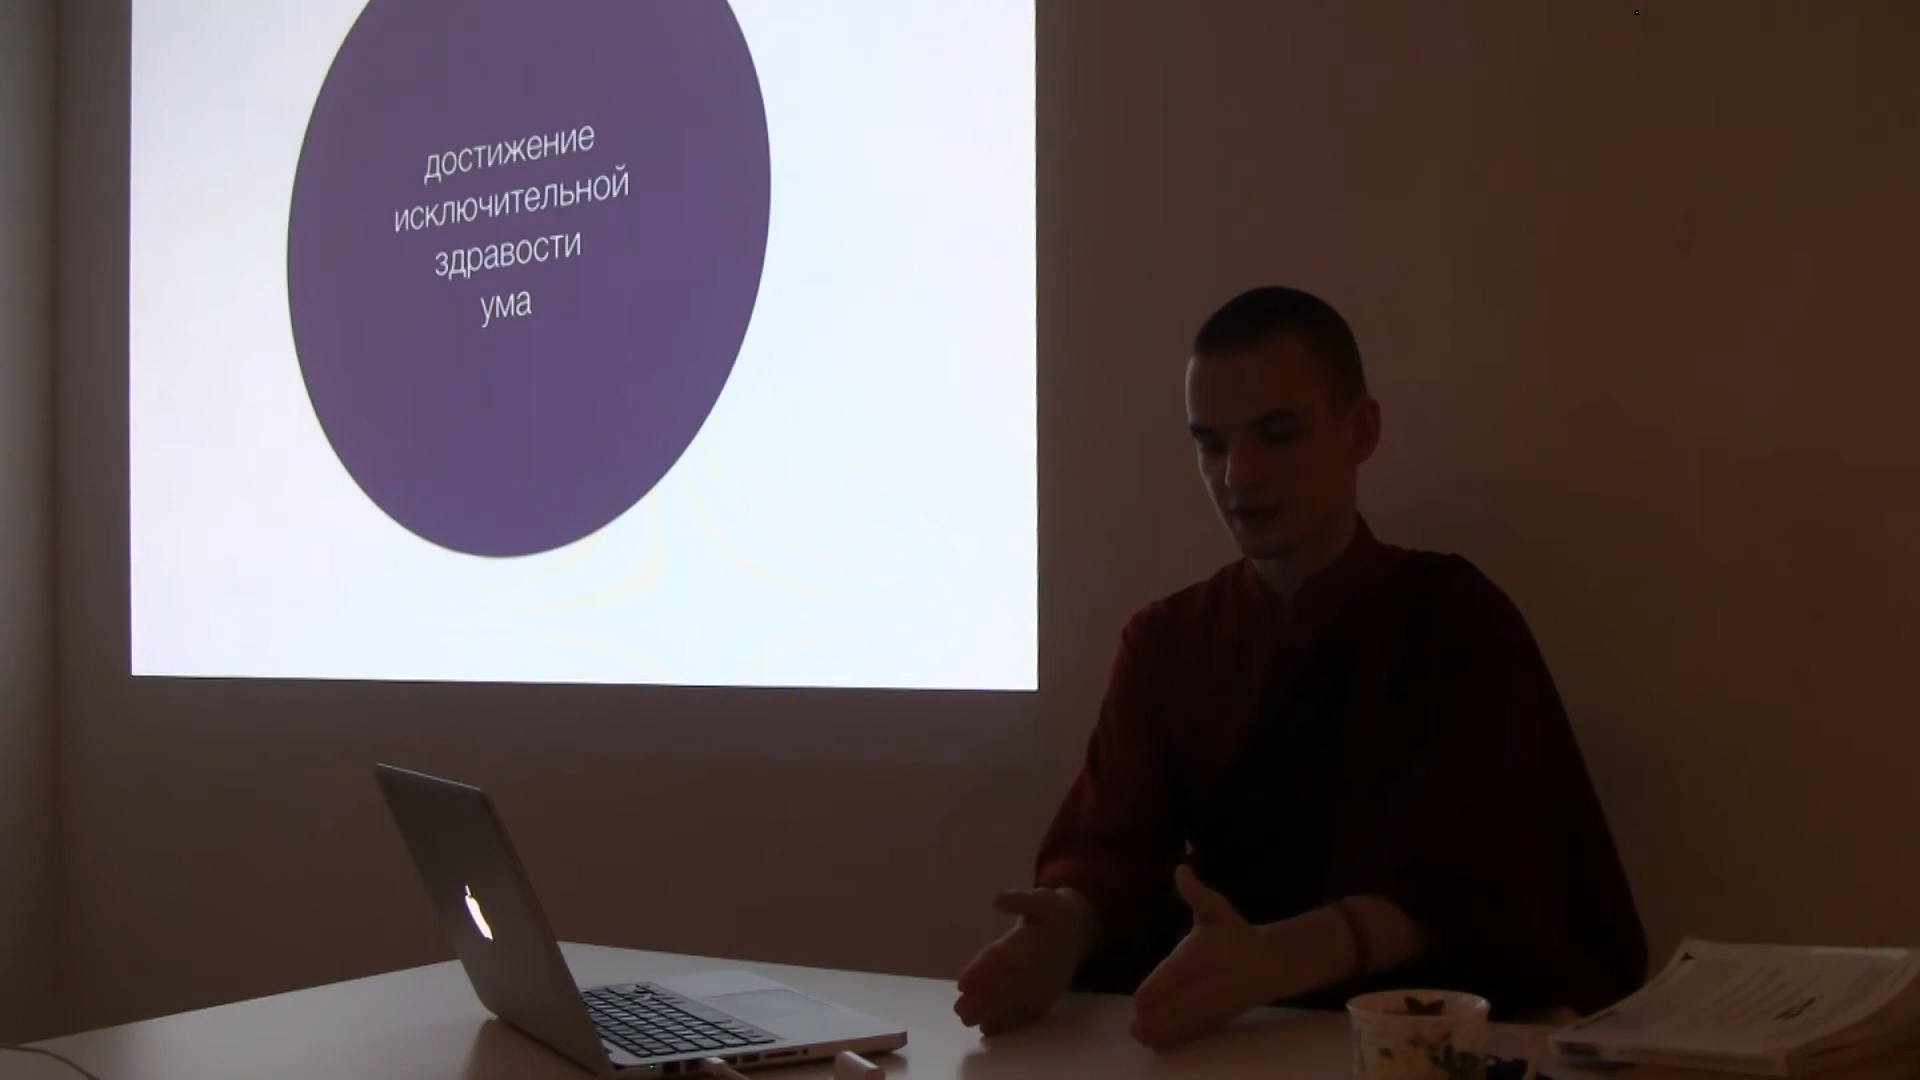 достижение
исключительной
здравости
ума